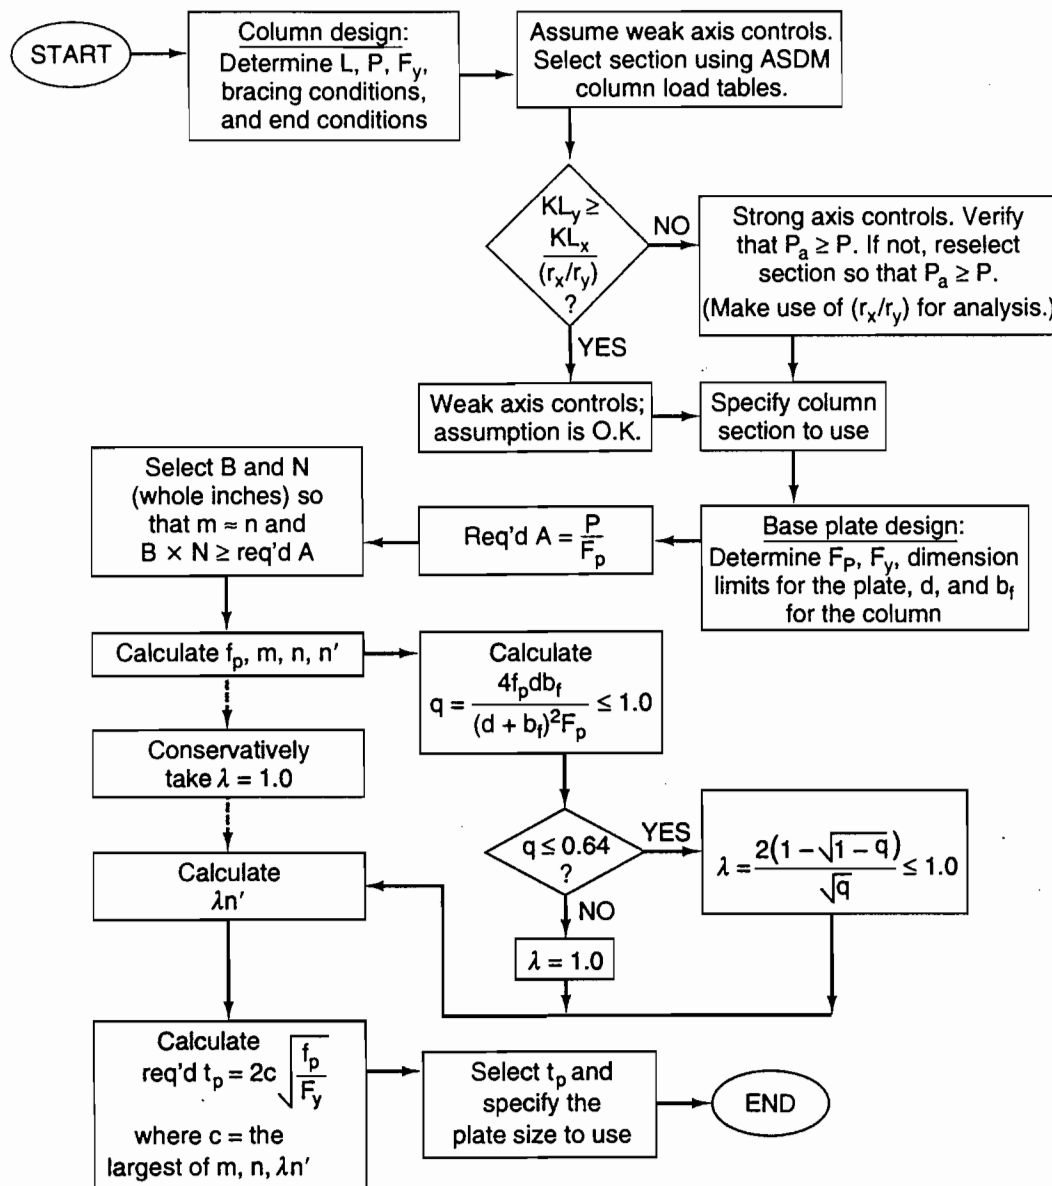 START
Column design:
Determine L, P, F_y,
bracing conditions,
and end conditions
Assume weak axis controls.
Select section using ASDM
column load tables.
KL_y ≥
KL_x
(r_x/r_y)
?
NO
Strong axis controls. Verify
that P_a ≥ P. If not, reselect
section so that P_a ≥ P.
(Make use of (r_x/r_y) for analysis.)
YES
Weak axis controls;
assumption is O.K.
Specify column
section to use
Base plate design:
Determine F_P, F_y, dimension
limits for the plate, d, and b_f
for the column
Req'd A = P/F_p
Select B and N
(whole inches) so
that m ≈ n and
B × N ≥ req'd A
Calculate f_p, m, n, n'
Calculate
q = 4f_pdb_f/(d + b_f)²F_p ≤ 1.0
Conservatively
take λ = 1.0
q ≤ 0.64
?
YES
λ = 2(1 − √(1 − q))/√q ≤ 1.0
NO
λ = 1.0
Calculate
λn'
Calculate
req'd t_p = 2c √(f_p/F_y)
where c = the
largest of m, n, λn'
Select t_p and
specify the
plate size to use
END